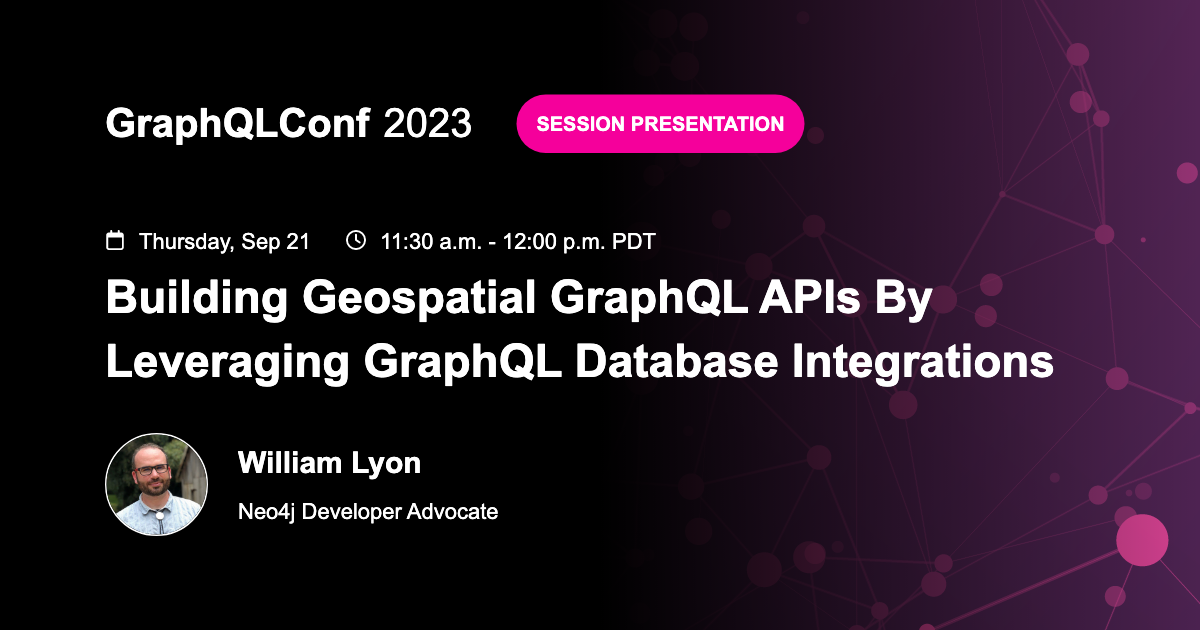 GraphQLConf 2023
SESSION PRESENTATION
Thursday, Sep 21 11:30 a.m. - 12:00 p.m. PDT
Building Geospatial GraphQL APIs By
Leveraging GraphQL Database Integrations
William Lyon
Neo4j Developer Advocate